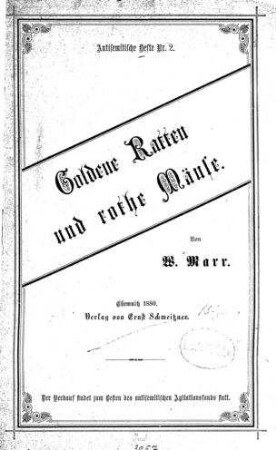 Antisemitische Hefte Nr. 2.
Goldene Ratten
und rothe Mäuse.
Von
W. Marr.
Chemnitz 1880.
Verlag von Ernst Schmeitzner.
Der Verkauf findet zum Besten des antisemitischen Agitationsfonds statt.